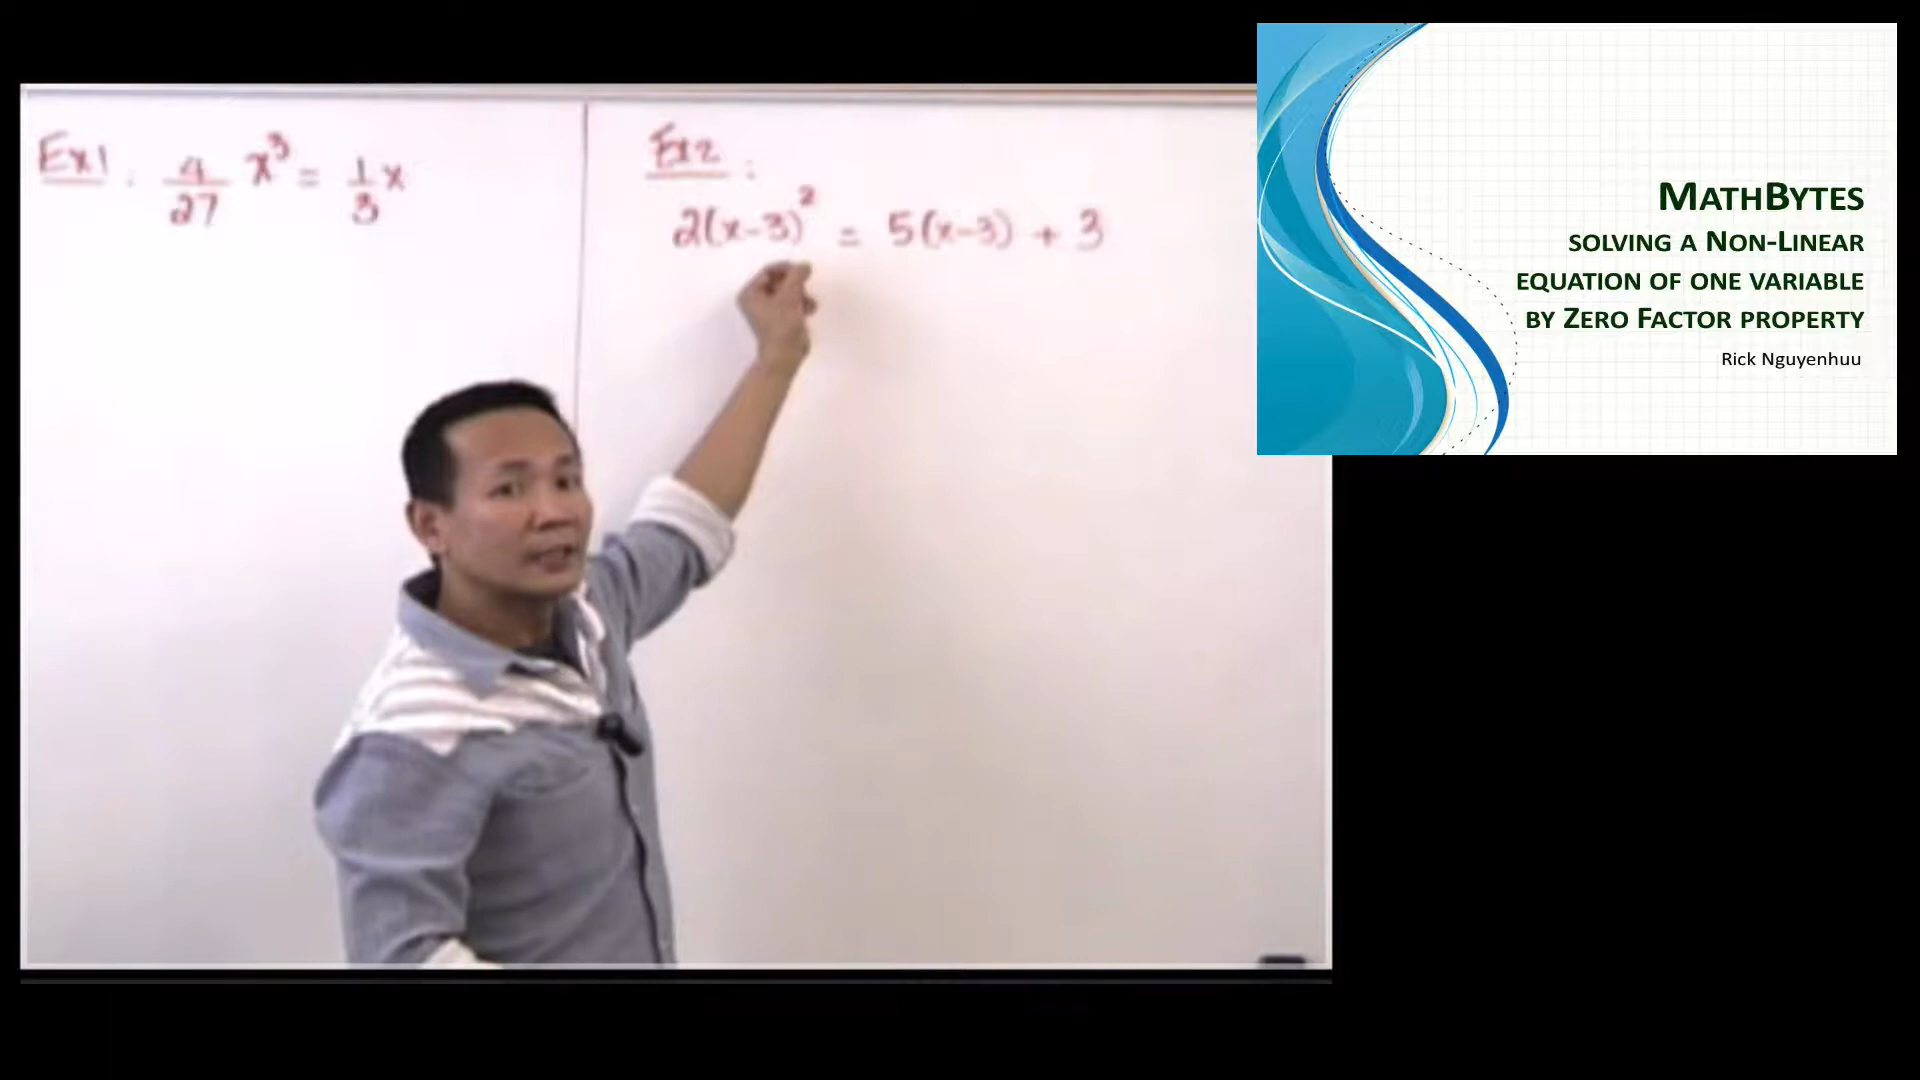 Ex1 : 4/27 x³ = 1/3 x
Ex2 :
2(x-3)² = 5(x-3) + 3
MATHBYTES
SOLVING A NON-LINEAR
EQUATION OF ONE VARIABLE
BY ZERO FACTOR PROPERTY
Rick Nguyenhuu